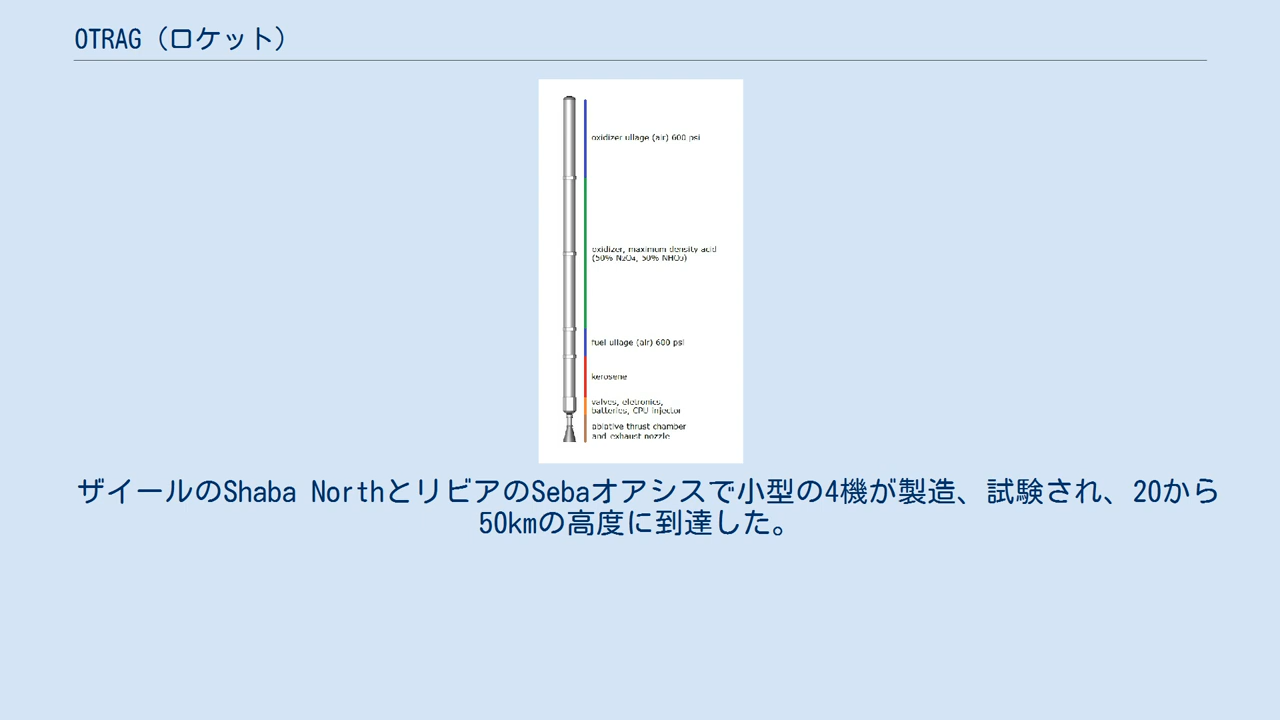 OTRAG（ロケット）
oxidizer ullage (air) 600 psi
oxidizer, maximum density acid
(50% N₂O₄, 50% NHO₃)
fuel ullage (air) 600 psi
kerosene
valves, eletronics,
batteries, CPU injector
ablative thrust chamber
and exhaust nozzle
ザイールのShaba NorthとリビアのSebaオアシスで小型の4機が製造、試験され、20から
50kmの高度に到達した。